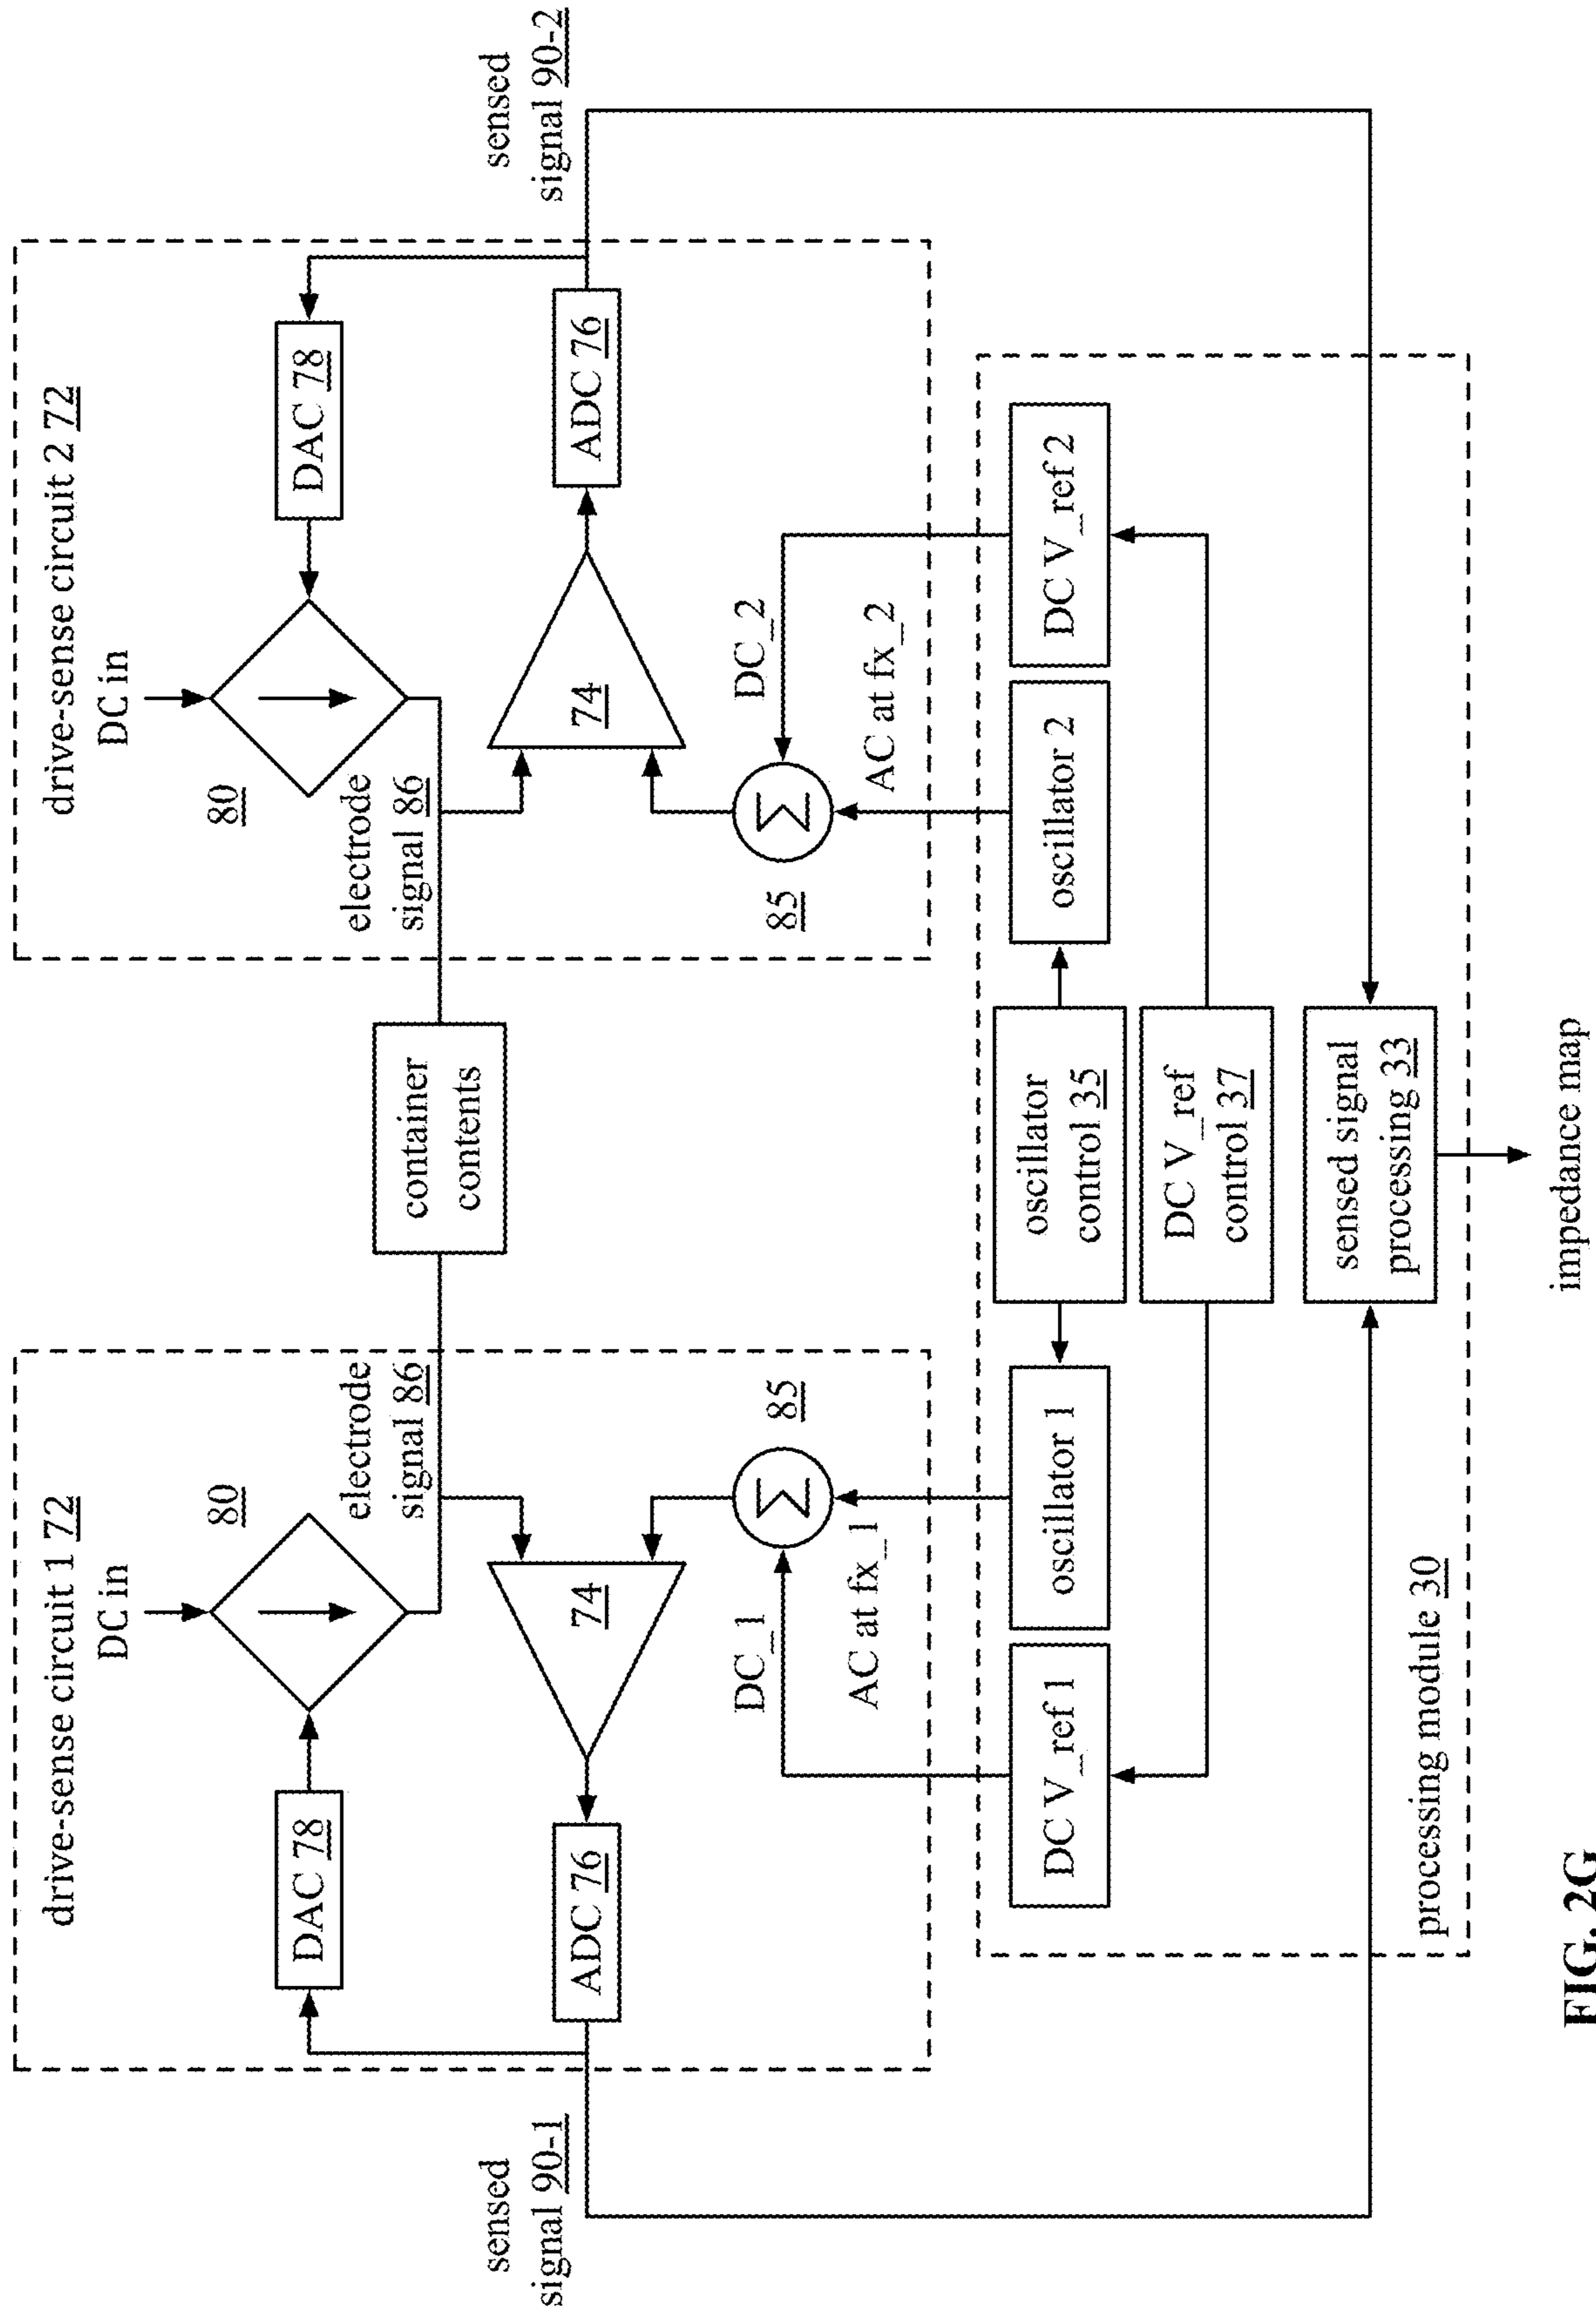 drive-sense circuit 1 72
DC in
80
DAC 78
electrode
signal 86
74
ADC 76
sensed
signal 90-1
DC_1
85
AC at fx_1
container
contents
drive-sense circuit 2 72
DC in
80
DAC 78
electrode
signal 86
74
ADC 76
sensed
signal 90-2
DC_2
85
AC at fx_2
DC V_ref 1
oscillator 1
oscillator
control 35
oscillator 2
DC V_ref 2
DC V_ref
control 37
sensed signal
processing 33
processing module 30
impedance map
FIG. 2G